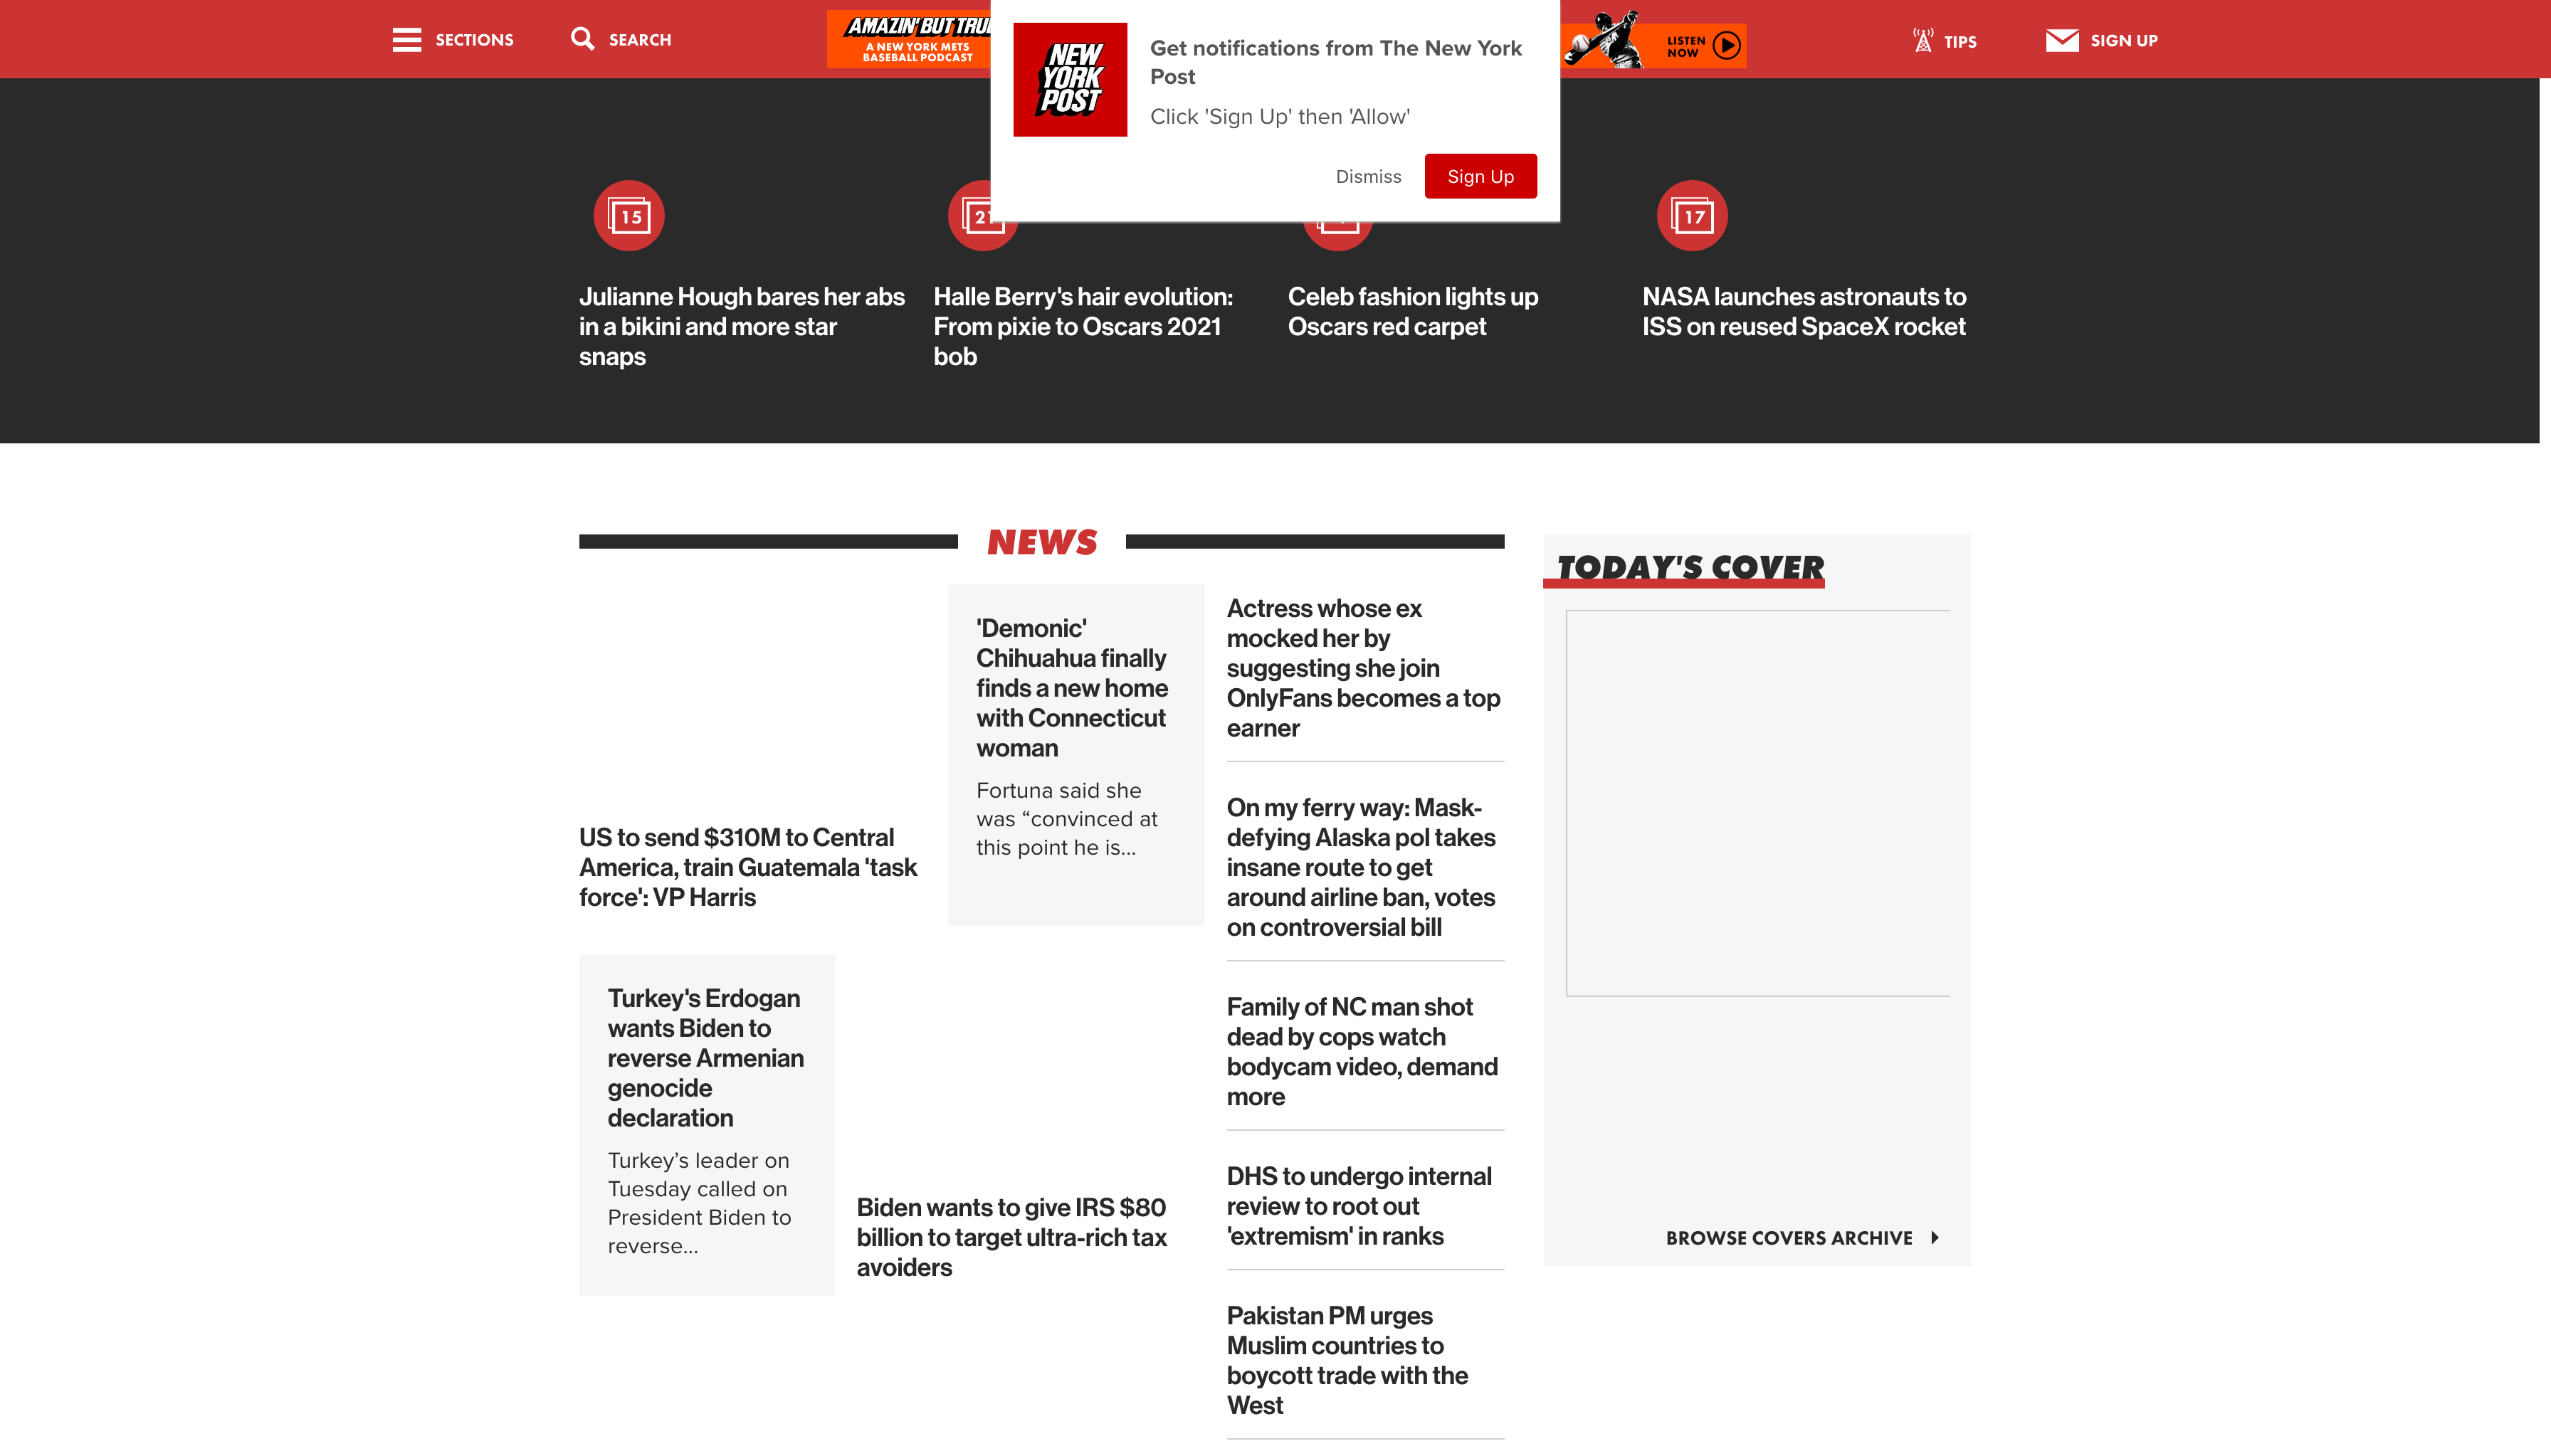 SECTIONS
SEARCH
AMAZIN' BUT
A NEW YORK METS
BASEBALL PODCAST
NEW
YORK
POST
Get notifications from The New York
Post
Click 'Sign Up' then 'Allow'
Dismiss
Sign Up
LISTEN
NOW
TIPS
SIGN UP
15
17
Julianne Hough bares her abs
in a bikini and more star
snaps
Halle Berry's hair evolution:
From pixie to Oscars 2021
bob
Celeb fashion lights up
Oscars red carpet
NASA launches astronauts to
ISS on reused SpaceX rocket
NEWS
US to send $310M to Central
America, train Guatemala 'task
force': VP Harris
'Demonic'
Chihuahua finally
finds a new home
with Connecticut
woman
Fortuna said she
was “convinced at
this point he is...
Turkey's Erdogan
wants Biden to
reverse Armenian
genocide
declaration
Turkey’s leader on
Tuesday called on
President Biden to
reverse...
Biden wants to give IRS $80
billion to target ultra-rich tax
avoiders
Actress whose ex
mocked her by
suggesting she join
OnlyFans becomes a top
earner
On my ferry way: Mask-
defying Alaska pol takes
insane route to get
around airline ban, votes
on controversial bill
Family of NC man shot
dead by cops watch
bodycam video, demand
more
DHS to undergo internal
review to root out
'extremism' in ranks
Pakistan PM urges
Muslim countries to
boycott trade with the
West
TODAY'S COVER
BROWSE COVERS ARCHIVE